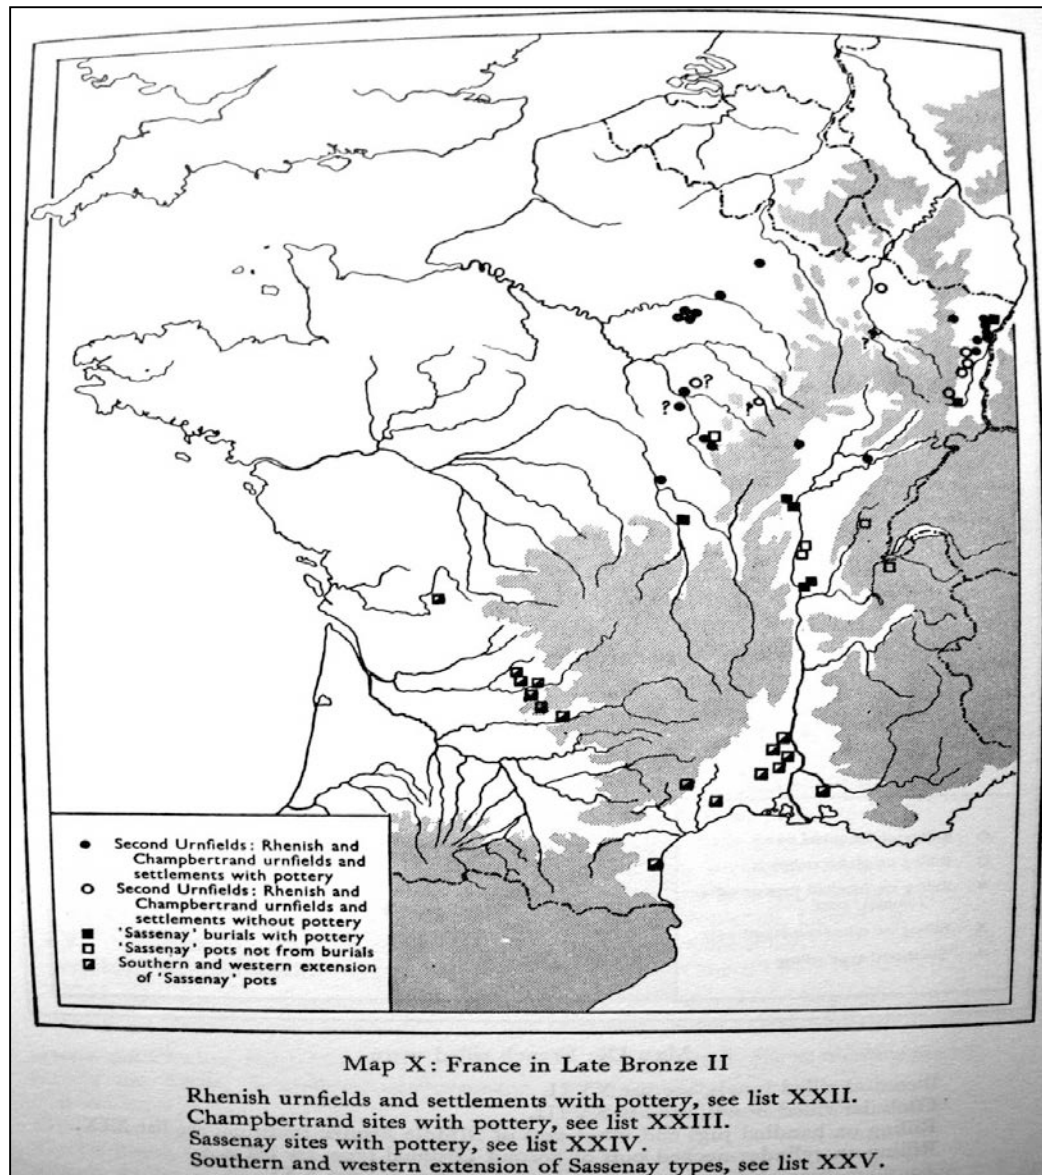 ?
?
?
?
Second Urnfields: Rhenish and
Champbertrand urnfields and
settlements with pottery
Second Urnfields: Rhenish and
Champbertrand urnfields and
settlements without pottery
'Sassenay' burials with pottery
'Sassenay' pots not from burials
Southern and western extension
of 'Sassenay' pots
Map X: France in Late Bronze II
Rhenish urnfields and settlements with pottery, see list XXII.
Champbertrand sites with pottery, see list XXIII.
Sassenay sites with pottery, see list XXIV.
Southern and western extension of Sassenay types, see list XXV.